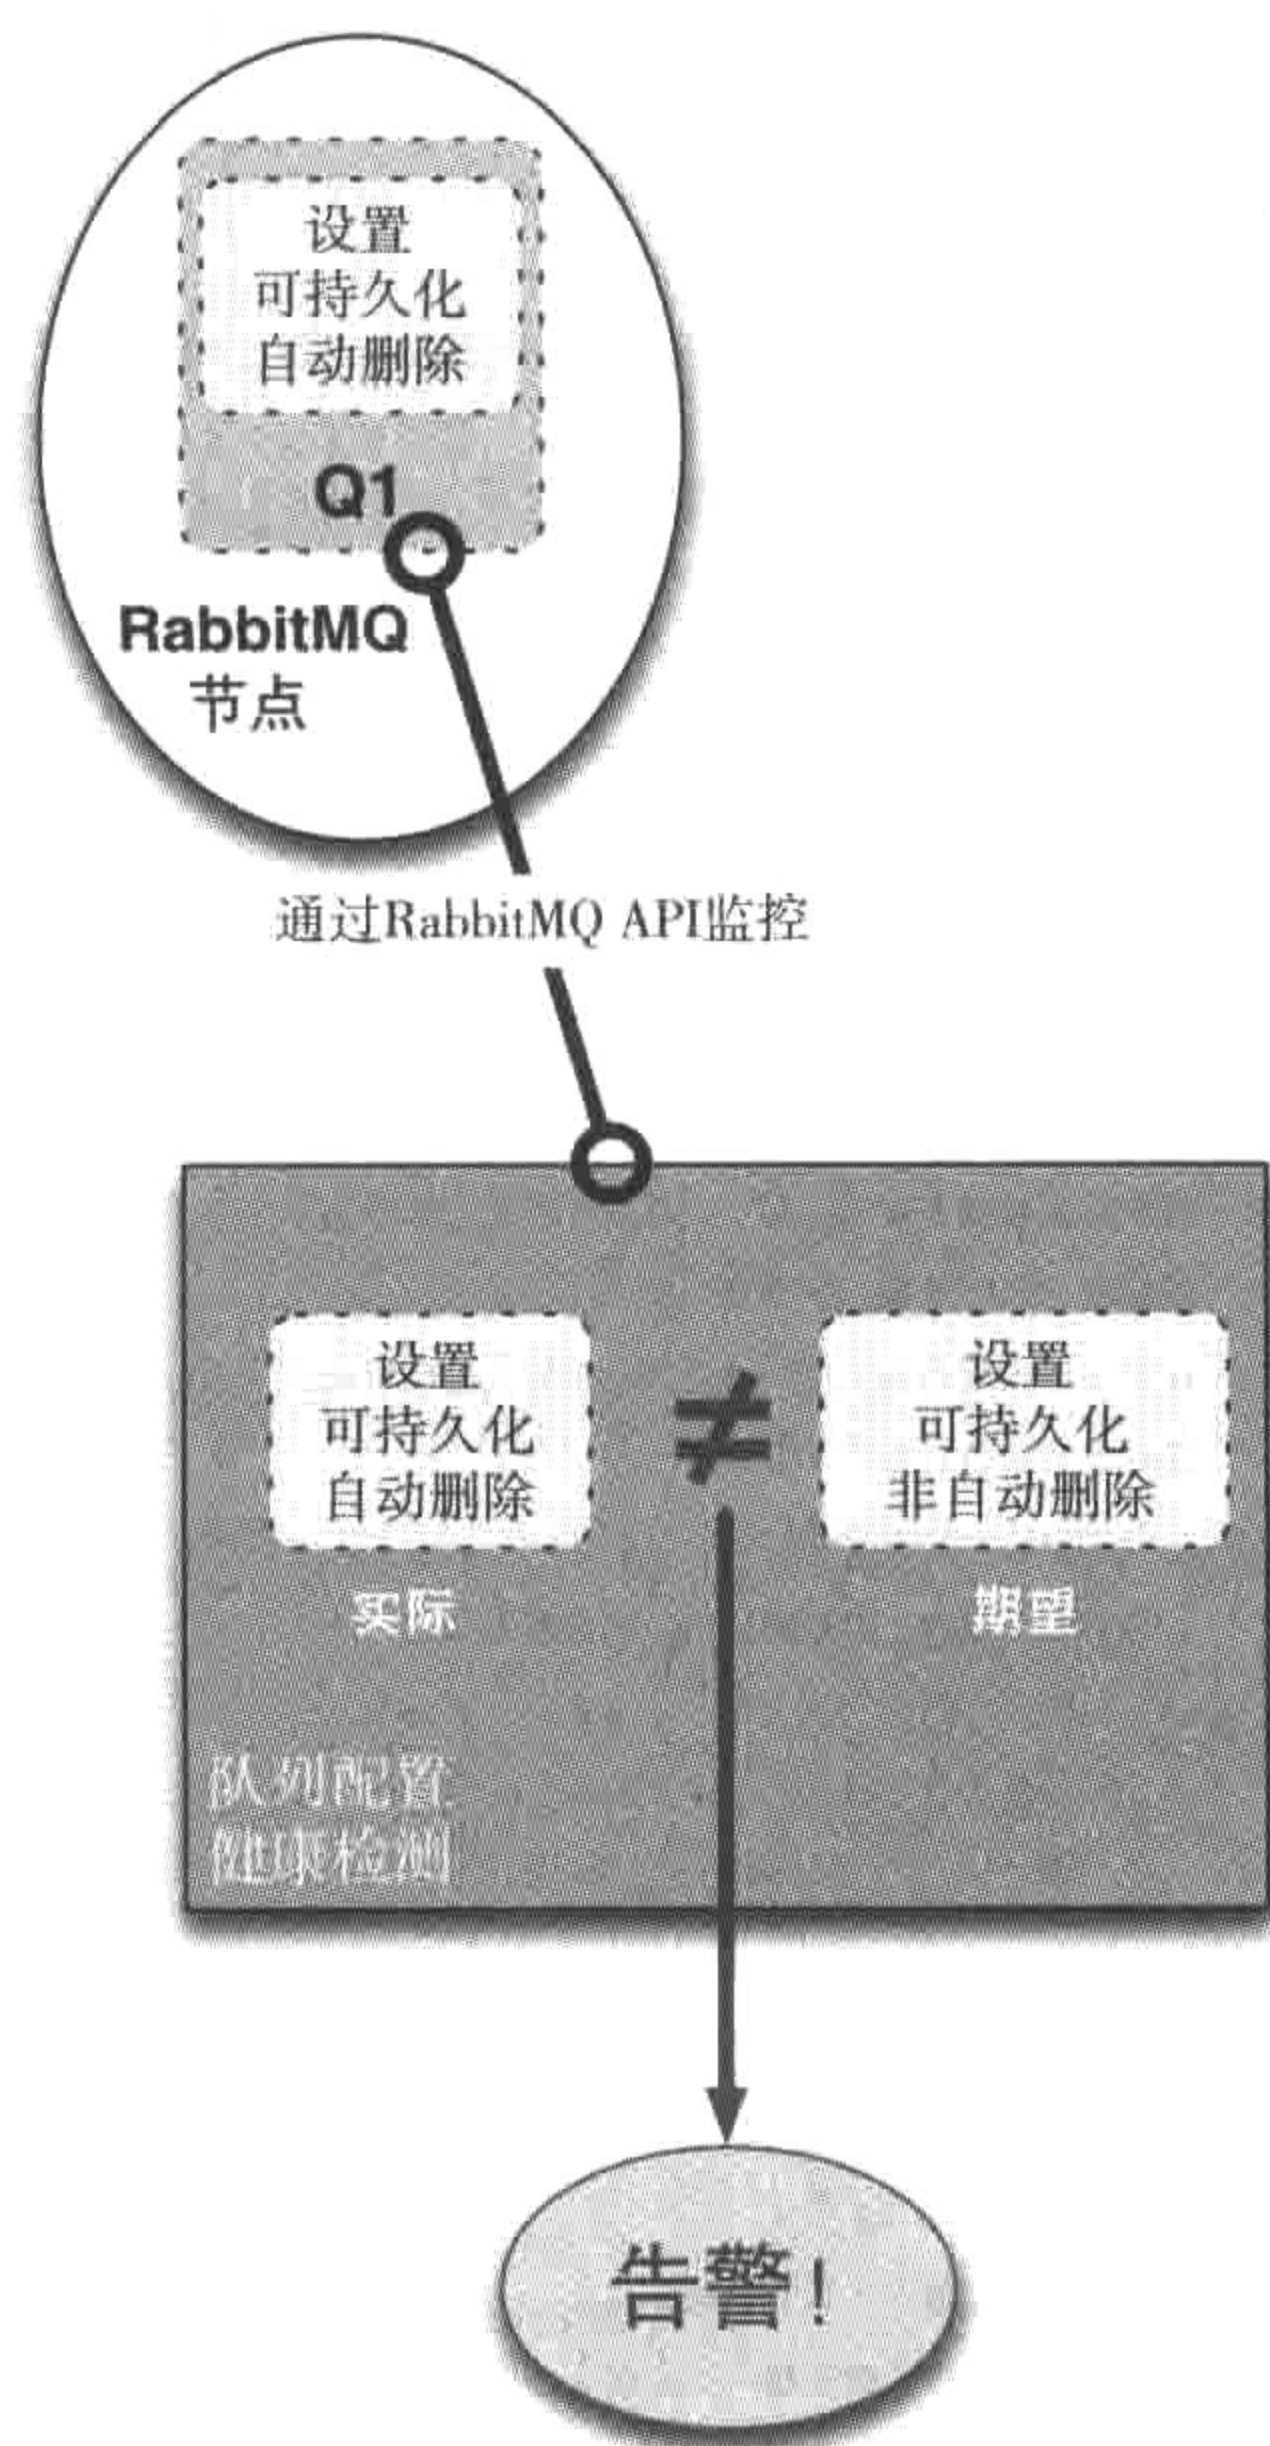 设置
可持久化
自动删除
Q1
RabbitMQ
节点
通过RabbitMQ API监控
设置
可持久化
自动删除
≠
设置
可持久化
非自动删除
实际
期望
队列配置
健康检测
告警!